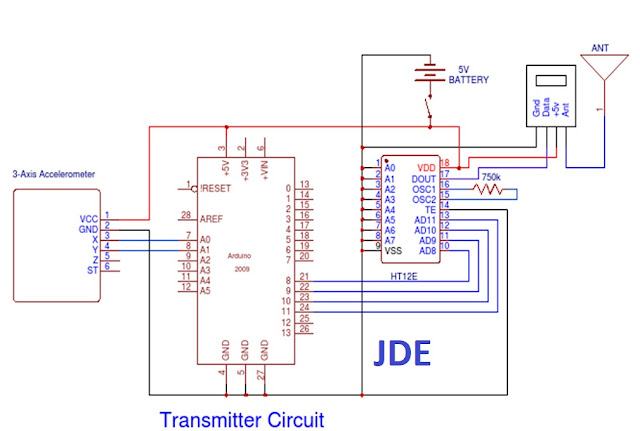 ANT
5V
BATTERY
Gnd
Data
+5v
Ant
1
3-Axis Accelerometer
VCC 1
GND 2
X 3
Y 4
Z 5
ST 6
3 2 6
+5V
+3V3
+VIN
1 !RESET
28 AREF
7 A0
8 A1
9 A2
10 A3
11 A4
12 A5
Arduino
2009
0 13
1 14
2 15
3 16
4 17
5 18
6 19
7 20
8 21
9 22
10 23
11 24
12 25
13 26
GND GND GND
4 5 27
1 A0 VDD 18
2 A1 DOUT 17
3 A2 OSC1 16
4 A3 OSC2 15
5 A4 TE 14
6 A5 AD11 13
7 A6 AD10 12
8 A7 AD9 11
9 VSS AD8 10
750k
HT12E
JDE
Transmitter Circuit